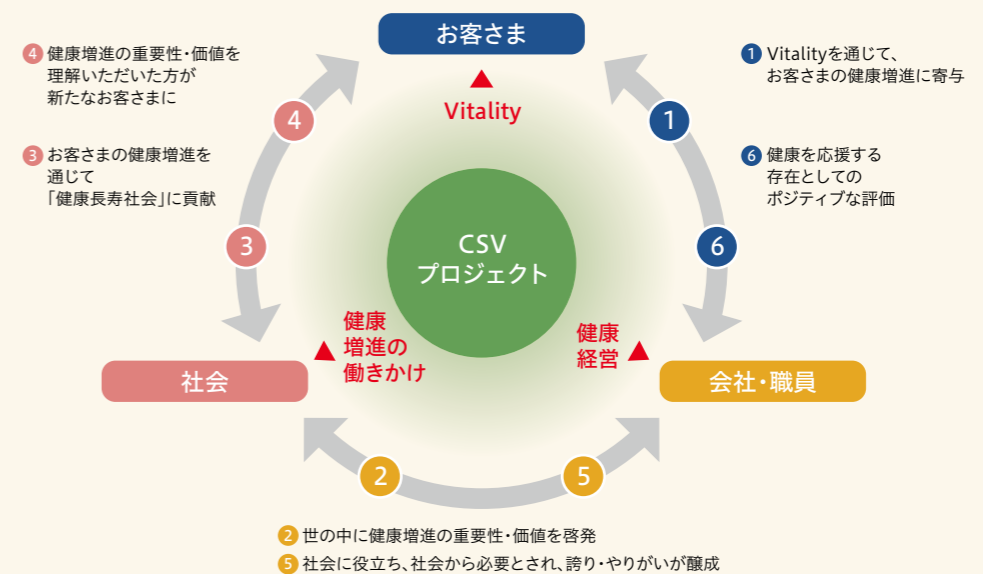 お客さま
④ 健康増進の重要性・価値を
理解いただいた方が
新たなお客さまに
① Vitalityを通じて、
お客さまの健康増進に寄与
Vitality
4
1
③ お客さまの健康増進を
通じて
「健康長寿社会」に貢献
⑥ 健康を応援する
存在としての
ポジティブな評価
CSV
プロジェクト
3
6
健康
増進の
働きかけ
健康
経営
社会
会社・職員
2
5
② 世の中に健康増進の重要性・価値を啓発
⑤ 社会に役立ち、社会から必要とされ、誇り・やりがいが醸成